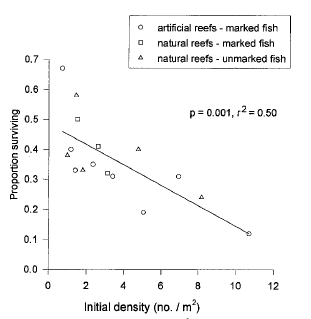 artificial reefs - marked fish
natural reefs - marked fish
natural reefs - unmarked fish
0.7
0.6
0.5
0.4
0.3
0.2
0.1
0.0
Proportion surviving
p = 0.001, r² = 0.50
0 2 4 6 8 10 12
Initial density (no. / m²)